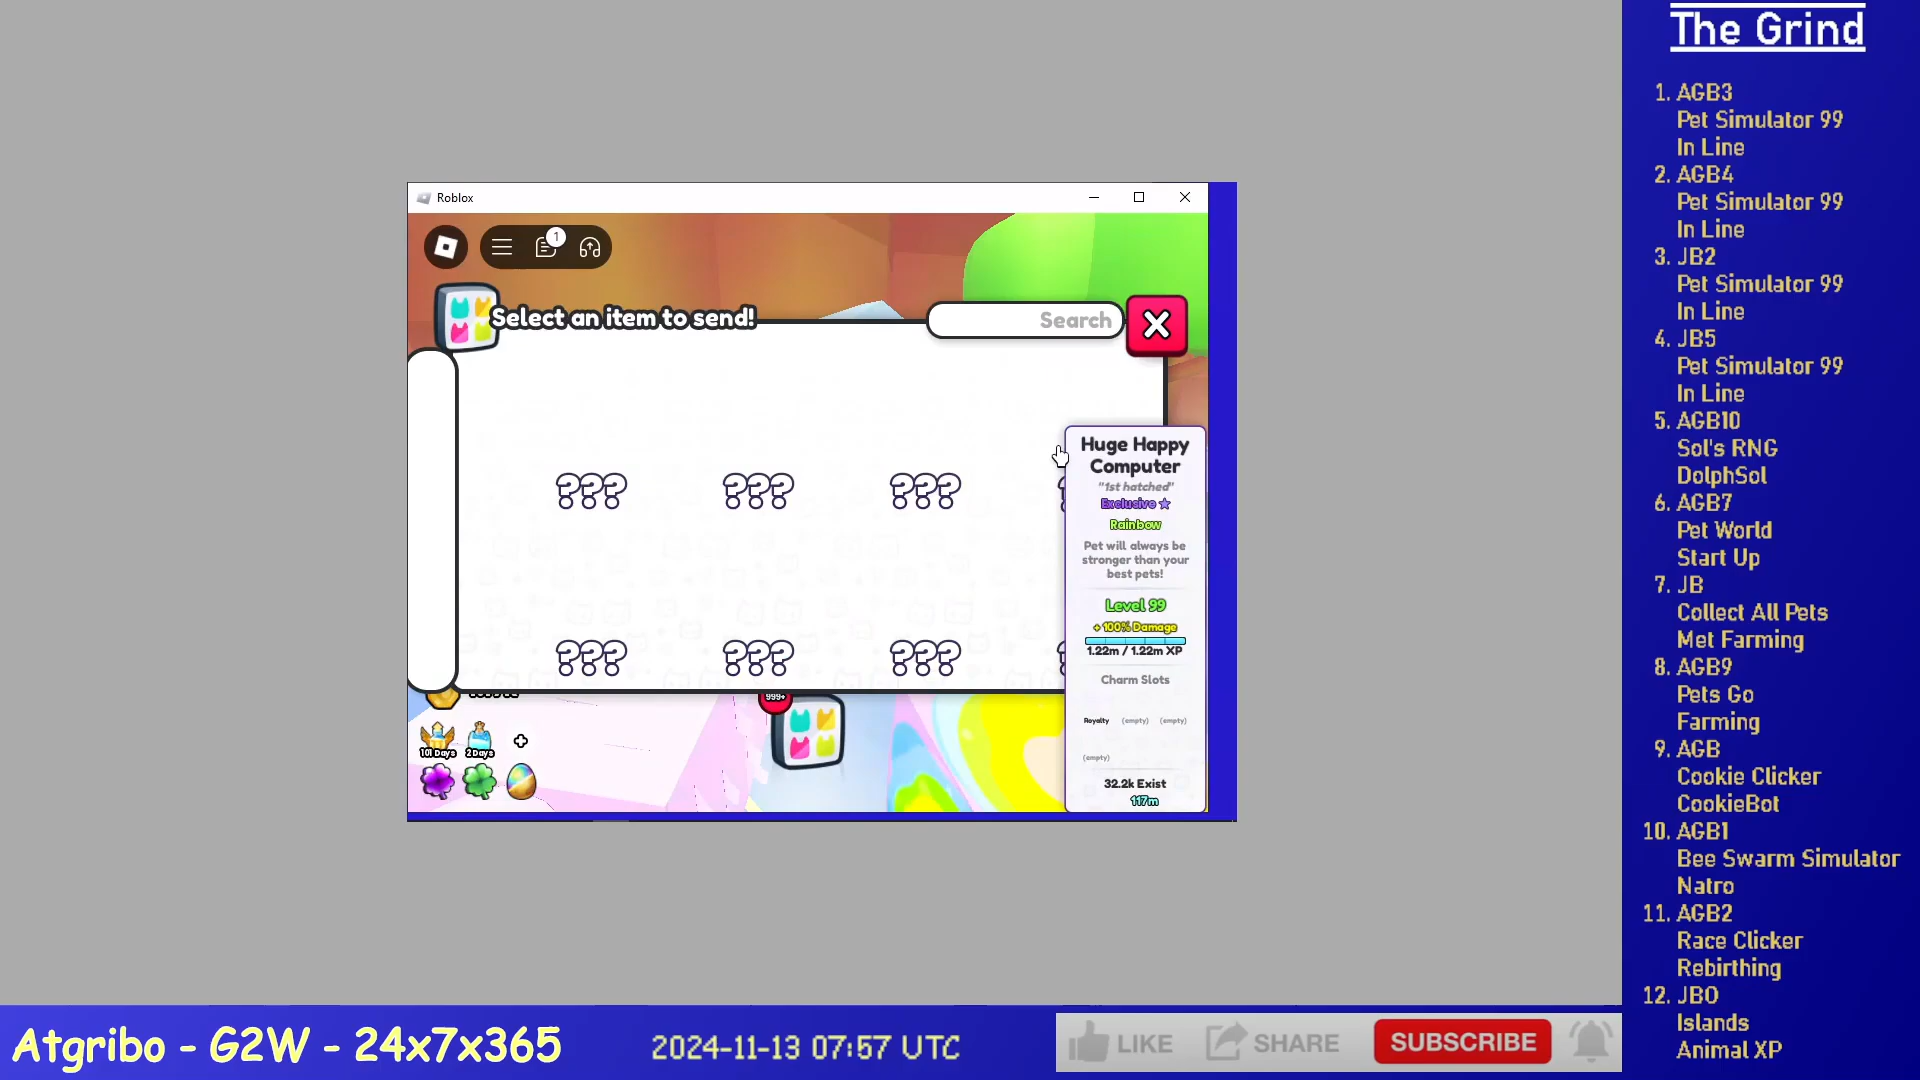 The Grind
1. AGB3
Pet Simulator 99
In Line
2. AGB4
Pet Simulator 99
In Line
3. JB2
Pet Simulator 99
In Line
4. JB5
Pet Simulator 99
In Line
5. AGB10
Sol's RNG
DolphSol
6. AGB7
Pet World
Start Up
7. JB
Collect All Pets
Met Farming
8. AGB9
Pets Go
Farming
9. AGB
Cookie Clicker
CookieBot
10. AGB1
Bee Swarm Simulator
Natro
11. AGB2
Race Clicker
Rebirthing
12. JB0
Islands
Animal XP
Roblox
1
Select an item to send!
Search
??? ??? ???
??? ??? ???
Huge Happy
Computer
"1st hatched"
Exclusive ★
Rainbow
Pet will always be
stronger than your
best pets!
Level 99
+100% Damage
1.22m / 1.22m XP
Charm Slots
Royalty (empty) (empty)
(empty)
32.2k Exist
117m
999+
101 Days 2 Days
Atgribo - G2W - 24x7x365
2024-11-13 07:57 UTC
LIKE SHARE SUBSCRIBE